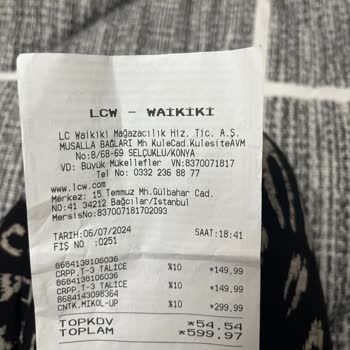 LCW - WAIKIKI
LC Waikiki Mağazacılık Hiz. Tic. A.Ş.
MUSALLA BAĞLARI Mh KuleCad.KulesiteAVM
No:8/68-69 SELÇUKLU/KONYA
VD: Büyük Mükellefler VN:8370071817
Tel No: 0332 236 88 77
www.lcw.com
Merkez: 15 Temmuz Mh.Gülbahar Cad.
NO:41 34212 Bağcılar/İstanbul
MersisNo:837007181702093
TARİH:06/07/2024 SAAT:18:41
FİŞ NO :0251
8684138106036
CRPP,T-3 TALICE %10 *149,99
8684138106036
CRPP,T-3 TALICE %10 *149,99
8684143098364
CNTK,MIKOL-UP %10 *299,99
TOPKDV *54.54
TOPLAM *599,97